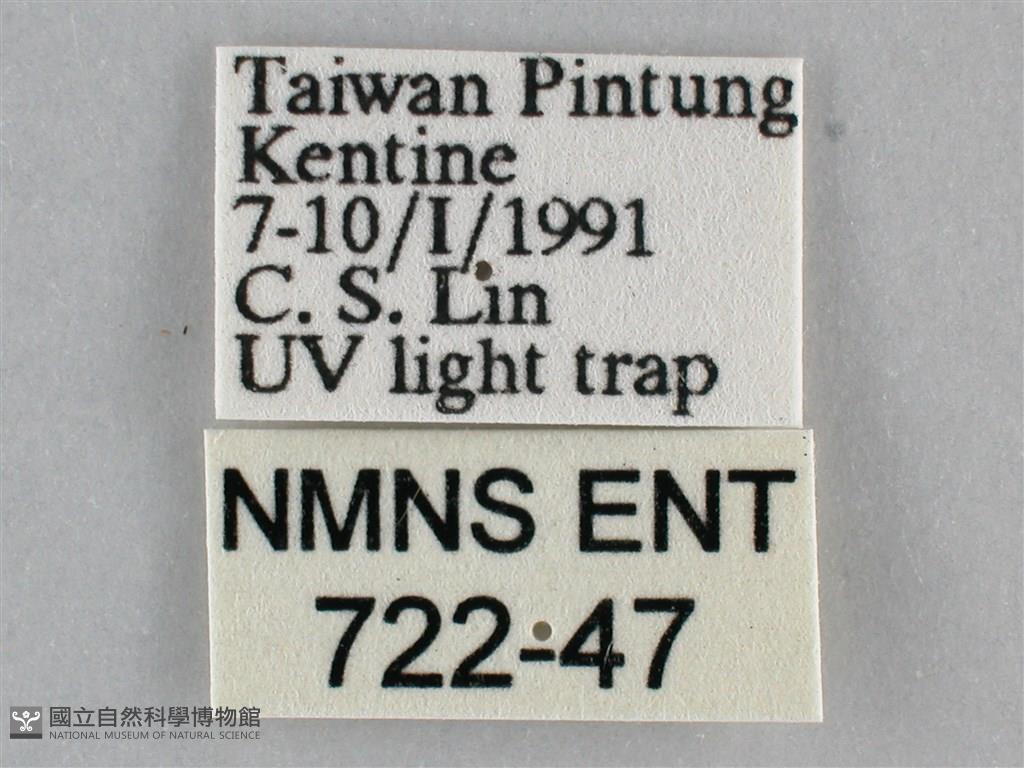 Taiwan Pintung
Kentine
7-10/I/1991
C. S. Lin
UV light trap
NMNS ENT
722-47
國立自然科學博物館
NATIONAL MUSEUM OF NATURAL SCIENCE